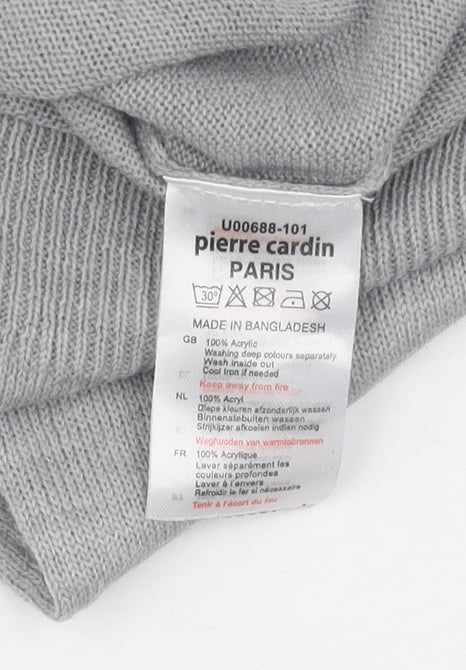 U00688-101
pierre cardin
PARIS
30°
MADE IN BANGLADESH
GB 100% Acrylic
Washing deep colours separately.
Wash inside out
Cool Iron if needed
Keep away from fire
NL 100% Acryl
Diepe kleuren afzonderlijk wassen
Binnenstebuiten wassen
Strijkijzer afkoelen indien nodig
Weghouden van warmtebronnen
FR 100% Acrylique
Laver séparément les
couleurs profondes
Laver à l'envers
Refroidir le fer si nécessaire
Tenir à l'écart du feu